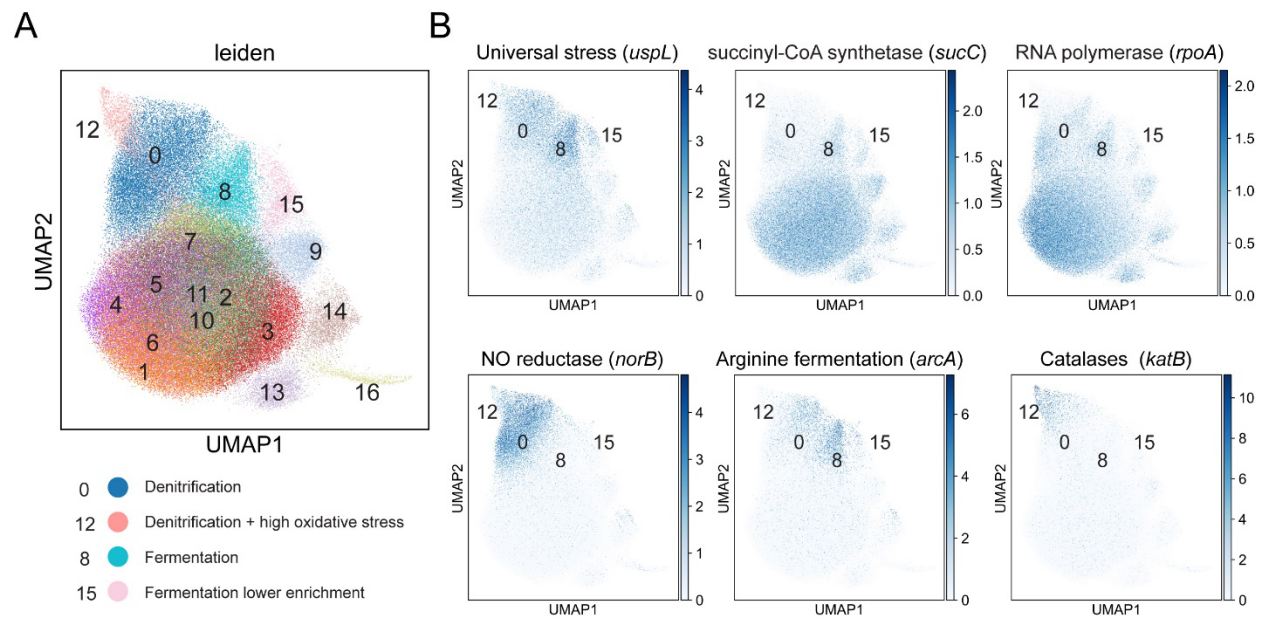 A
leiden
12
0
8
15
7
9
5
11
2
4
14
10
3
6
1
13
16
UMAP2
UMAP1
0 Denitrification
12 Denitrification + high oxidative stress
8 Fermentation
15 Fermentation lower enrichment
B
Universal stress (uspL)
12
0
15
8
4
3
2
1
0
UMAP2
UMAP1
succinyl-CoA synthetase (sucC)
12
0
15
8
2.0
1.5
1.0
0.5
0.0
UMAP2
UMAP1
RNA polymerase (rpoA)
12
0
15
8
2.0
1.5
1.0
0.5
0.0
UMAP2
UMAP1
NO reductase (norB)
12
0
15
8
4
3
2
1
0
UMAP2
UMAP1
Arginine fermentation (arcA)
12
0
15
8
6
4
2
0
UMAP2
UMAP1
Catalases (katB)
12
0
15
8
10
8
6
4
2
0
UMAP2
UMAP1